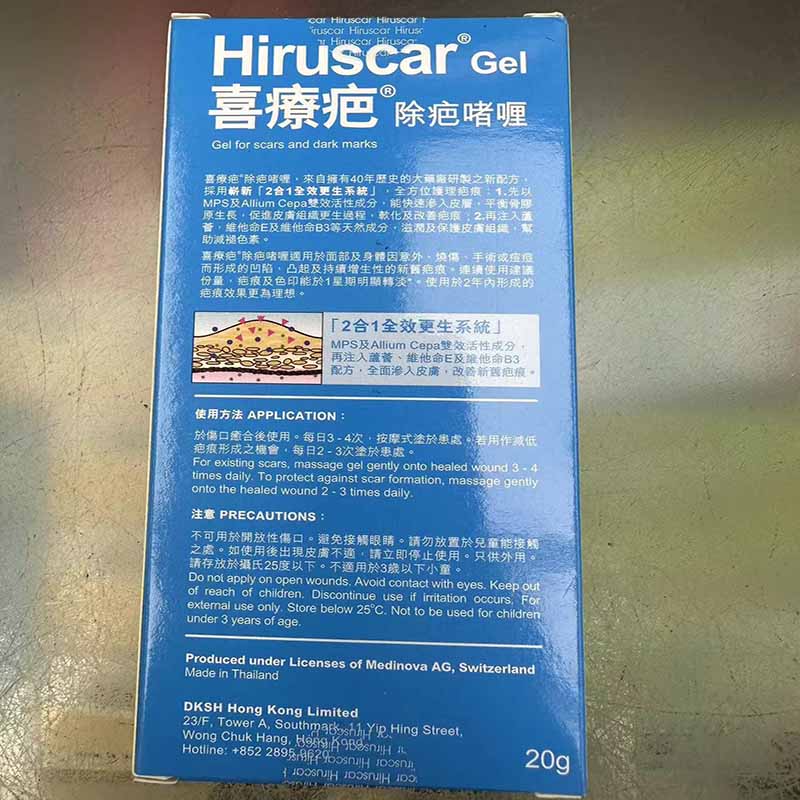 Hiruscar® Gel
喜療疤® 除疤啫喱
Gel for scars and dark marks
喜療疤®除疤啫喱，來自擁有40年歷史的大藥廠研製之新配方，
採用嶄新「2合1全效更生系統」，全方位護理疤痕：1.先以
MPS及Allium Cepa雙效活性成分，能快速滲入皮層，平衡骨膠
原生長，促進皮膚組織更生過程，軟化及改善疤痕；2.再注入蘆
薈，維他命E及維他命B3等天然成分，滋潤及保護皮膚組織，幫
助減褪色素。
喜療疤®除疤啫喱適用於面部及身體因意外、燒傷、手術或痘痘
而形成的凹陷，凸起及持續增生性的新舊疤痕。連續使用建議
份量，疤痕及色印能於1星期明顯轉淡*。使用於2年內形成的
疤痕效果更為理想。
「2合1全效更生系統」
MPS及Allium Cepa雙效活性成分，
再注入蘆薈、維他命E及維他命B3
配方，全面滲入皮膚，改善新舊疤痕。
使用方法 APPLICATION：
於傷口癒合後使用。每日3 - 4次，按摩式塗於患處。若用作減低
疤痕形成之機會，每日2 - 3次塗於患處。
For existing scars, massage gel gently onto healed wound 3 - 4
times daily. To protect against scar formation, massage gently
onto the healed wound 2 - 3 times daily.
注意 PRECAUTIONS：
不可用於開放性傷口。避免接觸眼睛。請勿放置於兒童能接觸
之處。如使用後出現皮膚不適，請立即停止使用。只供外用。
請存放於攝氏25度以下。不適用於3歲以下小童。
Do not apply on open wounds. Avoid contact with eyes. Keep out
of reach of children. Discontinue use if irritation occurs. For
external use only. Store below 25°C. Not to be used for children
under 3 years of age.
Produced under Licenses of Medinova AG, Switzerland
Made in Thailand
DKSH Hong Kong Limited
23/F, Tower A, Southmark, 11 Yip Hing Street,
Wong Chuk Hang, Hong Kong
Hotline: +852 2895 9620
20g